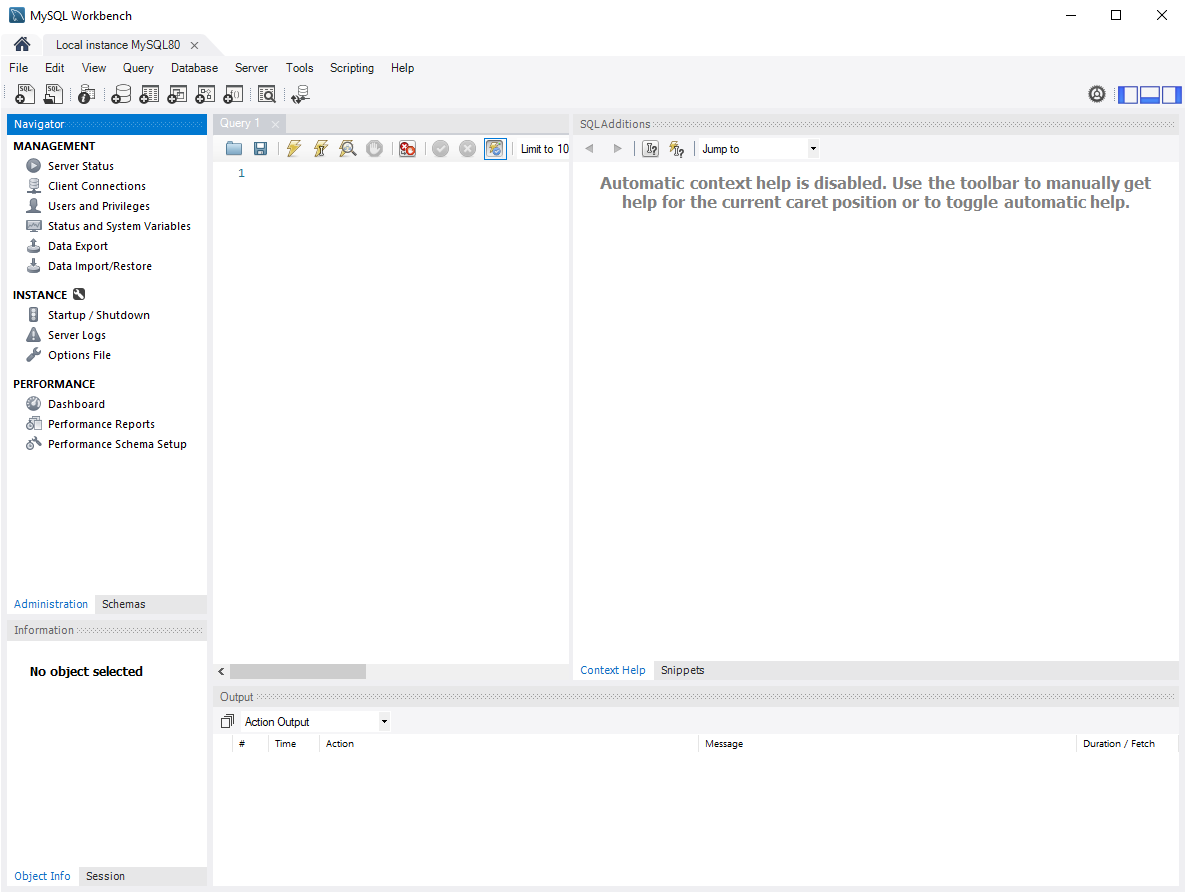 MySQL Workbench
Local instance MySQL80
File Edit View Query Database Server Tools Scripting Help
Navigator
MANAGEMENT
Server Status
Client Connections
Users and Privileges
Status and System Variables
Data Export
Data Import/Restore
INSTANCE
Startup / Shutdown
Server Logs
Options File
PERFORMANCE
Dashboard
Performance Reports
Performance Schema Setup
Administration Schemas
Information
No object selected
Object Info Session
Query 1
Limit to 10
1
SQLAdditions
Jump to
Automatic context help is disabled. Use the toolbar to manually get
help for the current caret position or to toggle automatic help.
Context Help Snippets
Output
Action Output
# Time Action Message Duration / Fetch